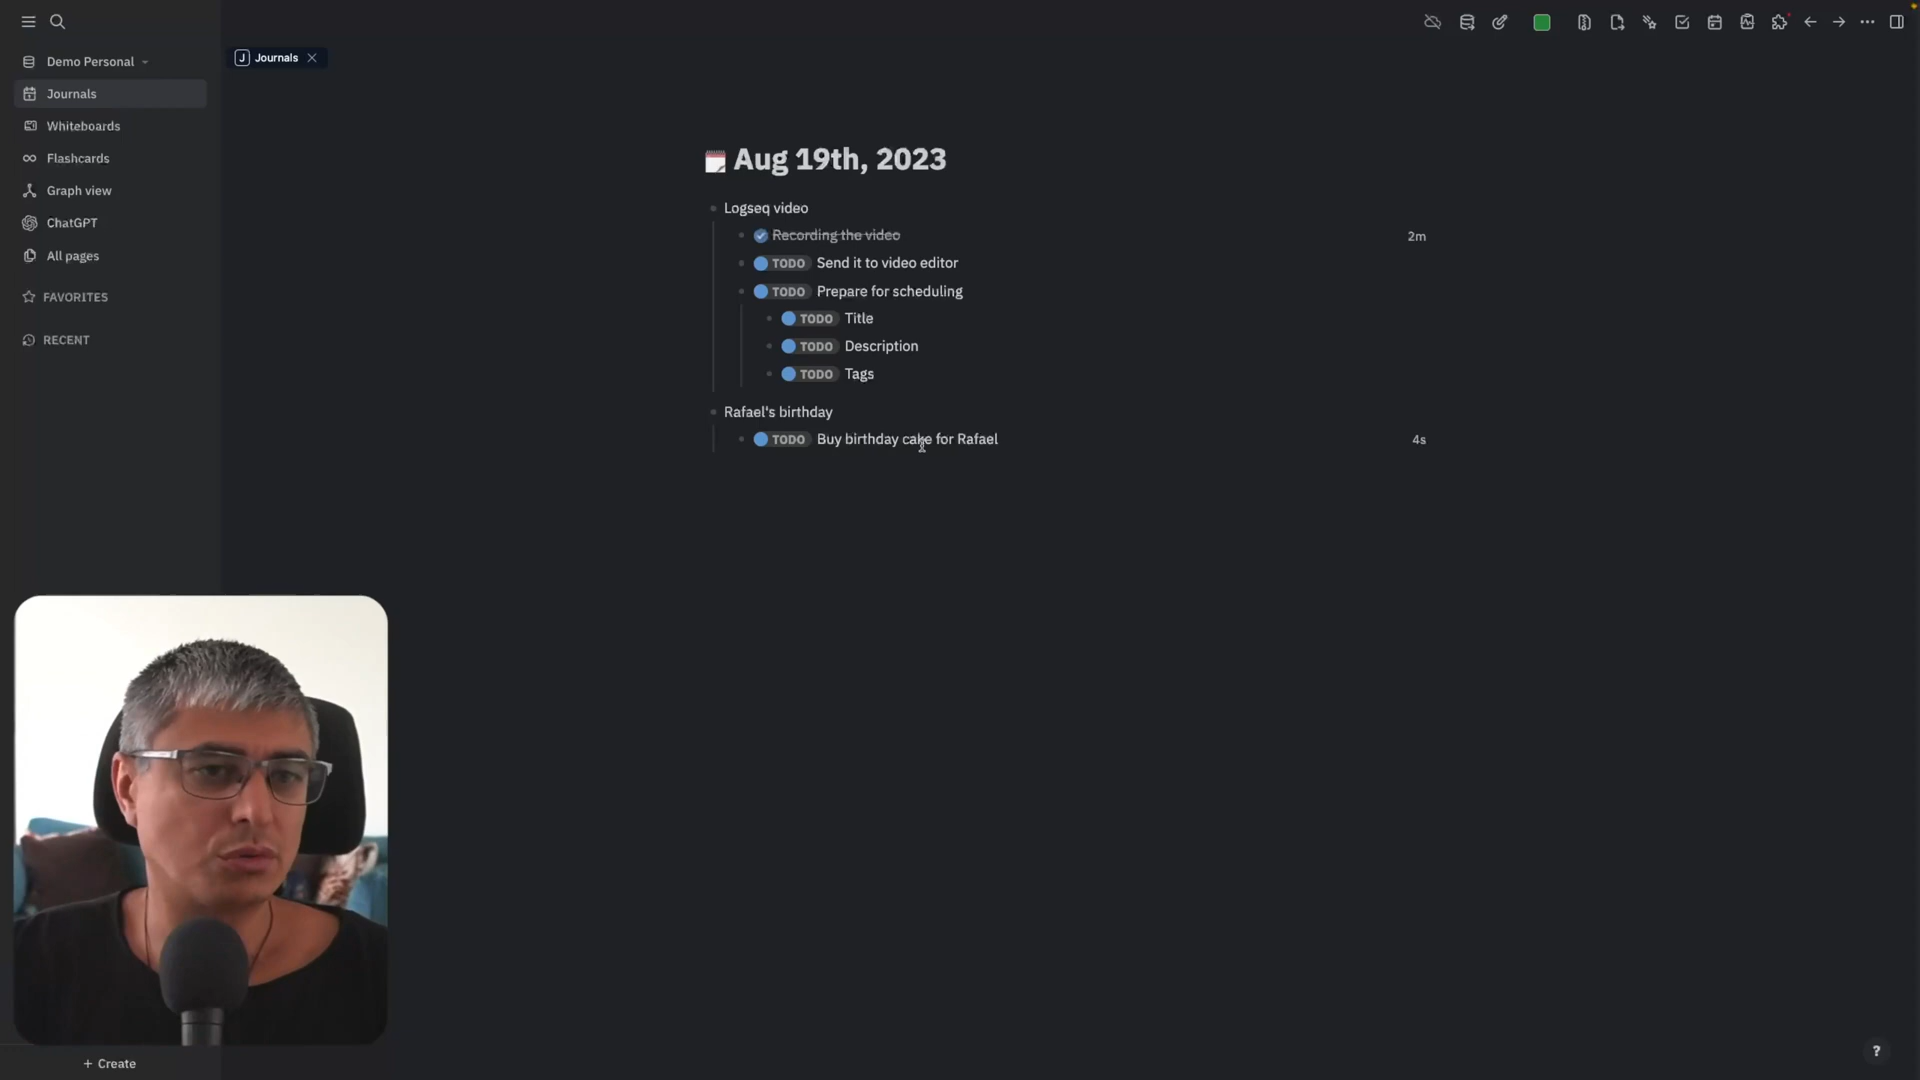 Demo Personal
Journals
Whiteboards
Flashcards
Graph view
ChatGPT
All pages
FAVORITES
RECENT
+ Create
J Journals
Aug 19th, 2023
Logseq video
Recording the video 2m
TODO Send it to video editor
TODO Prepare for scheduling
TODO Title
TODO Description
TODO Tags
Rafael's birthday
TODO Buy birthday cake for Rafael 4s
?